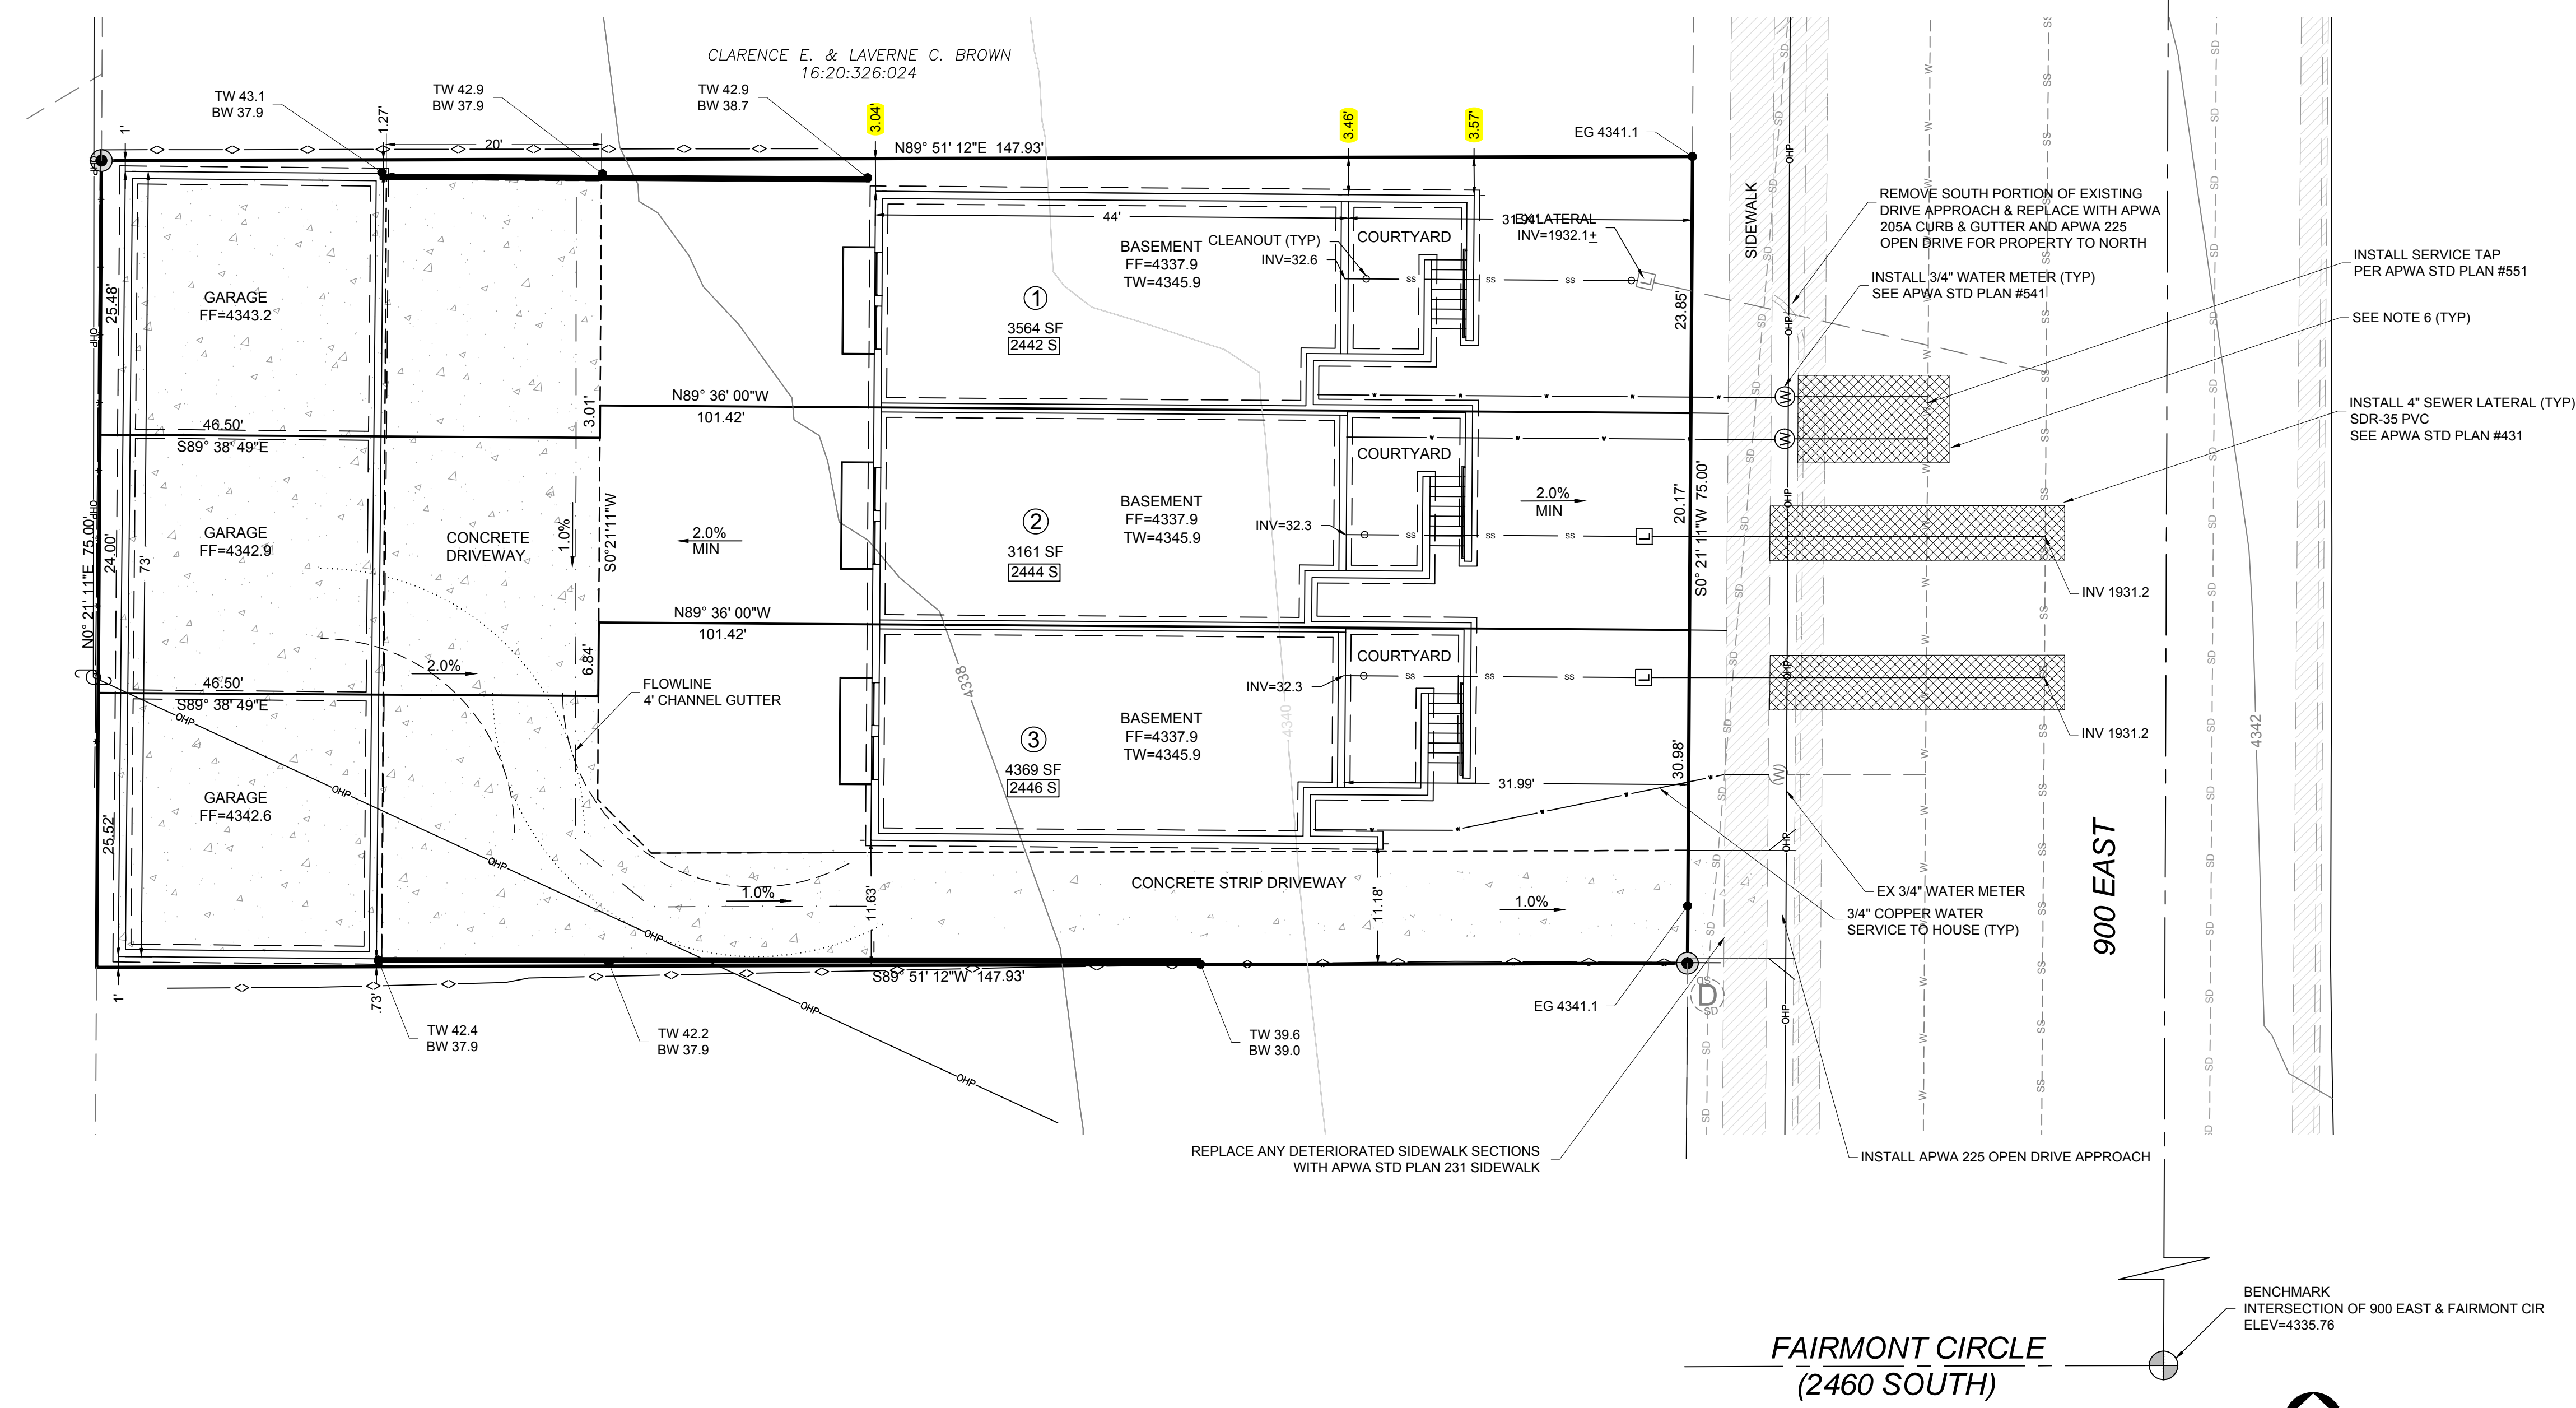 CLARENCE E. & LAVERNE C. BROWN
16:20:326:024
TW 43.1
BW 37.9
TW 42.9
BW 37.9
TW 42.9
BW 38.7
1'
1.27'
20'
3.04'
3.46'
3.57'
N89° 51' 12"E 147.93'
EG 4341.1
44'
31.94'
EX LATERAL
INV=1932.1±
SIDEWALK
REMOVE SOUTH PORTION OF EXISTING
DRIVE APPROACH & REPLACE WITH APWA
205A CURB & GUTTER AND APWA 225
OPEN DRIVE FOR PROPERTY TO NORTH
INSTALL 3/4" WATER METER (TYP)
SEE APWA STD PLAN #541
INSTALL SERVICE TAP
PER APWA STD PLAN #551
SEE NOTE 6 (TYP)
INSTALL 4" SEWER LATERAL (TYP)
SDR-35 PVC
SEE APWA STD PLAN #431
GARAGE
FF=4343.2
25.48'
BASEMENT
FF=4337.9
TW=4345.9
CLEANOUT (TYP)
INV=32.6
COURTYARD
1
3564 SF
2442 S
23.85'
46.50'
S89° 38' 49"E
3.01'
N89° 36' 00"W
101.42'
GARAGE
FF=4342.9
24.00'
73'
N0° 21' 11"E 75.00'
CONCRETE
DRIVEWAY
1.0%
S0°21'11"W
2.0%
MIN
2
3161 SF
2444 S
BASEMENT
FF=4337.9
TW=4345.9
COURTYARD
INV=32.3
2.0%
MIN
20.17'
S0° 21' 11"W 75.00'
INV 1931.2
N89° 36' 00"W
101.42'
2.0%
6.84'
46.50'
S89° 38' 49"E
FLOWLINE
4' CHANNEL GUTTER
4338
4340
4342
COURTYARD
INV=32.3
BASEMENT
FF=4337.9
TW=4345.9
3
4369 SF
2446 S
INV 1931.2
31.99'
30.98'
GARAGE
FF=4342.6
25.52'
1.0%
11.63'
CONCRETE STRIP DRIVEWAY
11.18'
1.0%
EX 3/4" WATER METER
3/4" COPPER WATER
SERVICE TO HOUSE (TYP)
900 EAST
1'
.73'
S89° 51' 12"W 147.93'
TW 42.4
BW 37.9
TW 42.2
BW 37.9
TW 39.6
BW 39.0
EG 4341.1
D
OHP
OHP
OHP
OHP
OHP
OHP
SS
SD
W
L
REPLACE ANY DETERIORATED SIDEWALK SECTIONS
WITH APWA STD PLAN 231 SIDEWALK
INSTALL APWA 225 OPEN DRIVE APPROACH
BENCHMARK
INTERSECTION OF 900 EAST & FAIRMONT CIR
ELEV=4335.76
FAIRMONT CIRCLE
(2460 SOUTH)